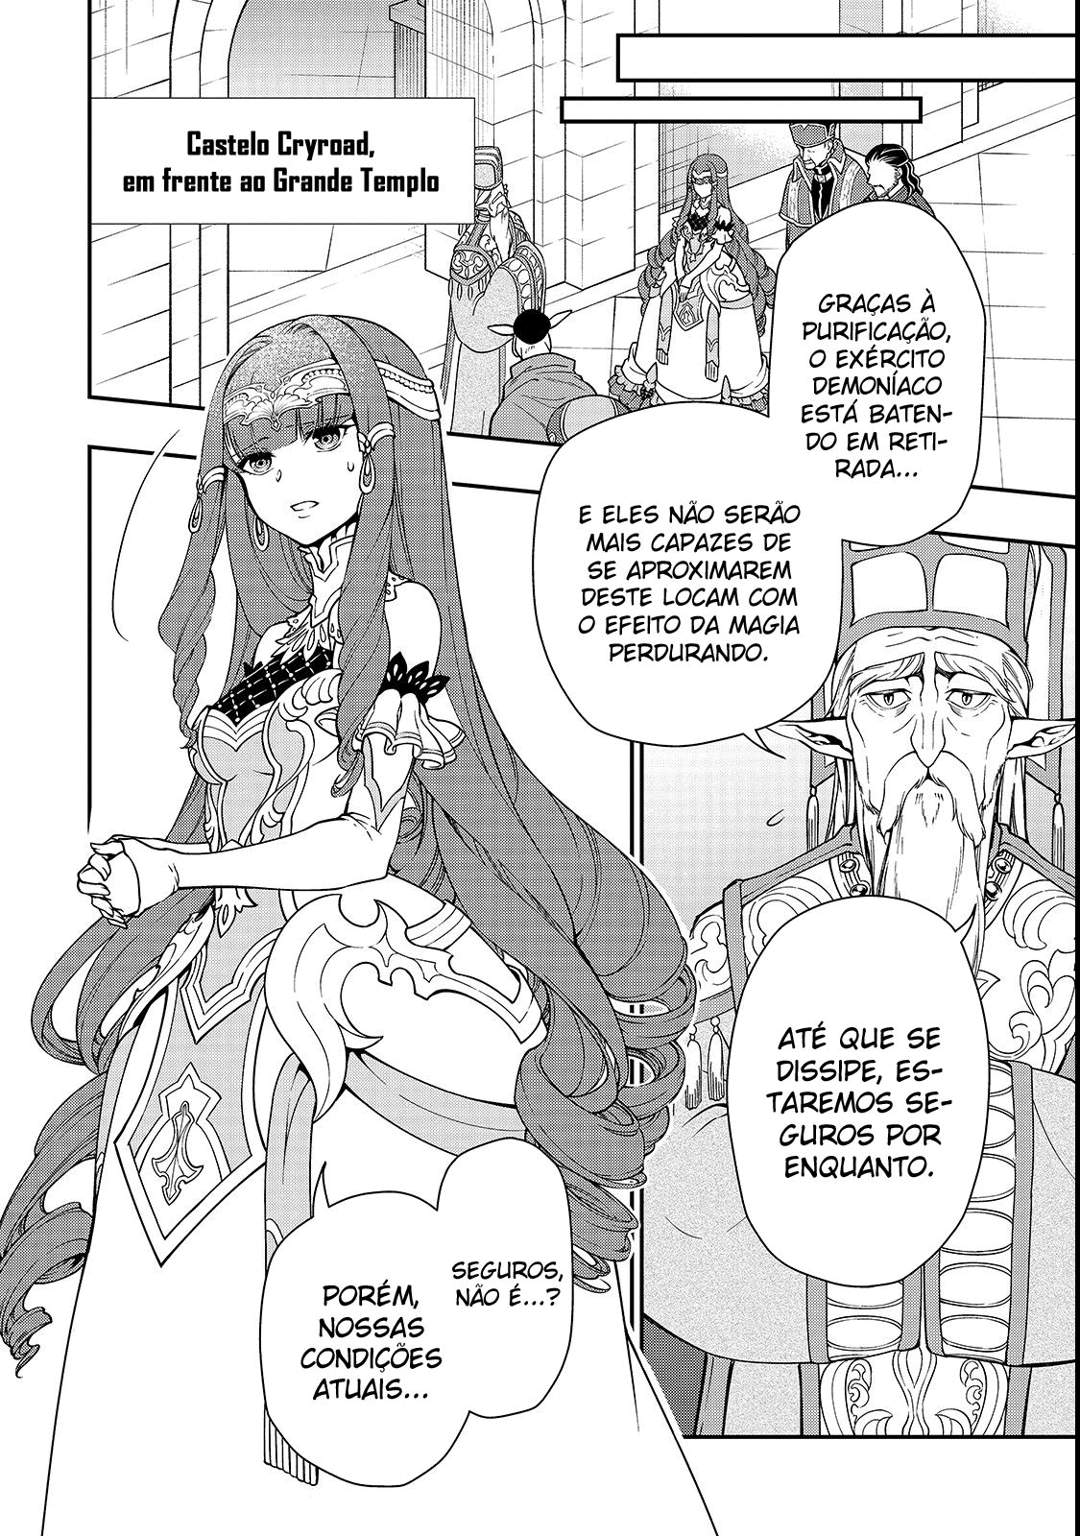 Castelo Cryroad,
em frente ao Grande Templo
GRAÇAS À
PURIFICAÇÃO,
O EXÉRCITO
DEMONÍACO
ESTÁ BATEN-
DO EM RETI-
RADA...
E ELES NÃO SERÃO
MAIS CAPAZES DE
SE APROXIMAREM
DESTE LOCAM COM
O EFEITO DA MAGIA
PERDURANDO.
ATÉ QUE SE
DISSIPE, ES-
TAREMOS SE-
GUROS POR
ENQUANTO.
SEGUROS,
NÃO É...?
PORÉM,
NOSSAS
CONDIÇÕES
ATUAIS...